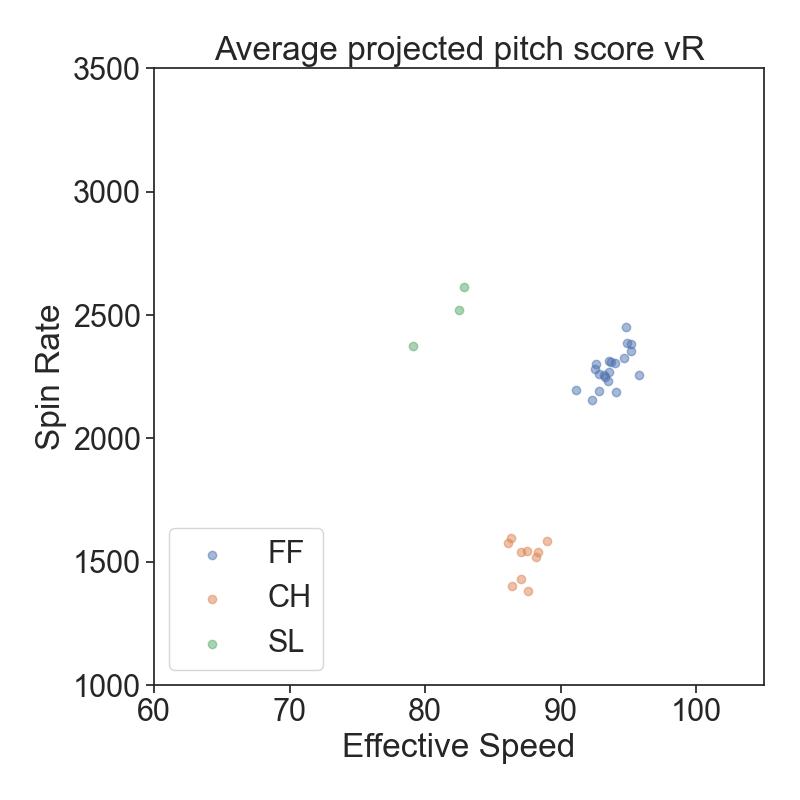 Average projected pitch score vR
3500
3000
2500
2000
1500
1000
Spin Rate
FF
CH
SL
60 70 80 90 100
Effective Speed